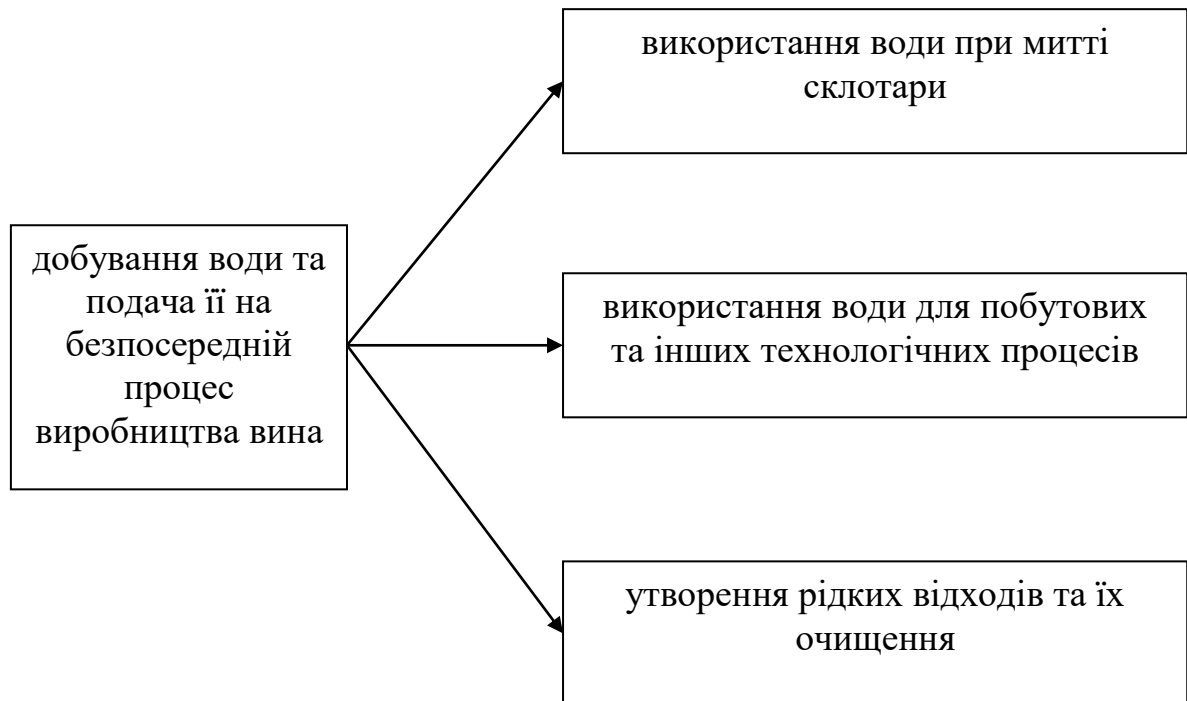 використання води при митті
склотари
добування води та
подача її на
безпосередній
процес
виробництва вина
використання води для побутових
та інших технологічних процесів
утворення рідких відходів та їх
очищення